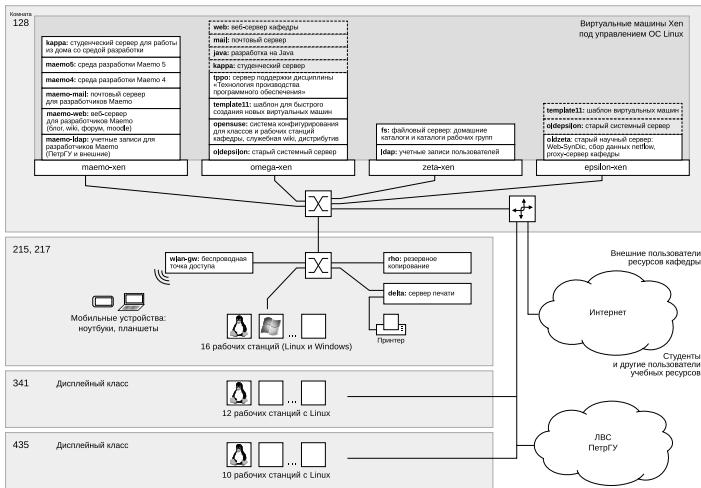 Комната
128
Виртуальные машины Xen
под управлением ОС Linux
kappa: студенческий сервер для работы
из дома со средой разработки
maemo5: среда разработки Maemo 5
maemo4: среда разработки Maemo 4
maemo-mail: почтовый сервер
для разработчиков Maemo
maemo-web: веб-сервер
для разработчиков Maemo
(блог, wiki, форум, moodle)
maemo-ldap: учетные записи для
разработчиков Maemo
(ПетрГУ и внешние)
maemo-xen
web: веб-сервер кафедры
mail: почтовый сервер
java: разработка на Java
kappa: студенческий сервер
tppo: сервер поддержки дисциплины
«Технология производства
программного обеспечения»
template11: шаблон для быстрого
создания новых виртуальных машин
opensuse: система конфигурирования
для классов и рабочих станций
кафедры, служебная wiki, дистрибутив
oldepsilon: старый системный сервер
omega-xen
fs: файловый сервер: домашние
каталоги и каталоги рабочих групп
ldap: учетные записи пользователей
zeta-xen
template11: шаблон виртуальных машин
oldepsilon: старый системный сервер
oldzeta: старый научный сервер:
Web-SynDic, сбор данных netflow,
proxy-сервер кафедры
epsilon-xen
215, 217
wlan-gw: беспроводная
точка доступа
rho: резервное
копирование
delta: сервер печати
Принтер
Мобильные устройства:
ноутбуки, планшеты
...
16 рабочих станций (Linux и Windows)
Внешние пользователи
ресурсов кафедры
Интернет
Студенты
и другие пользователи
учебных ресурсов
341
Дисплейный класс
...
12 рабочих станций с Linux
435
Дисплейный класс
...
10 рабочих станций с Linux
ЛВС
ПетрГУ